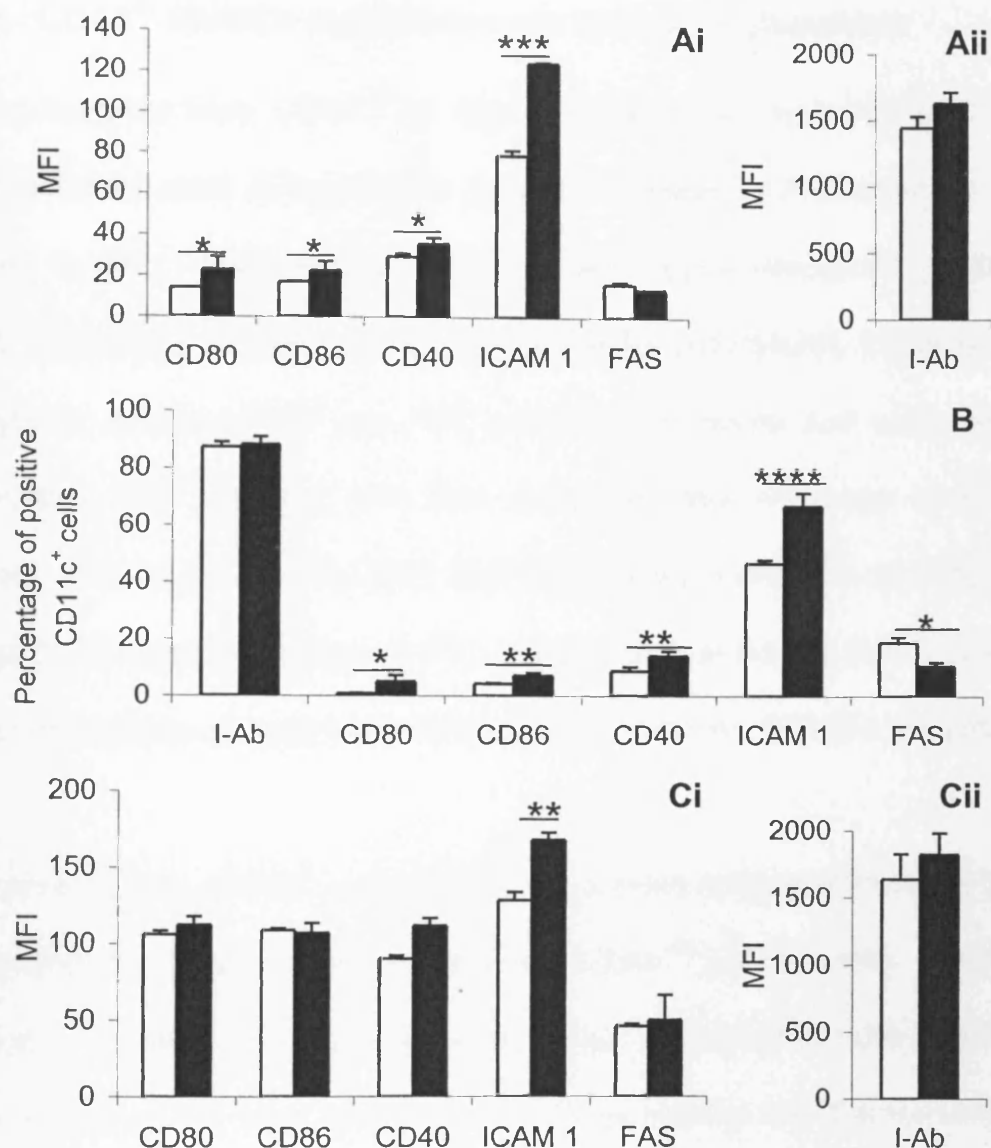 Ai
MFI
140
120
100
80
60
40
20
0
*
*
*
***
CD80 CD86 CD40 ICAM 1 FAS
Aii
MFI
2000
1500
1000
500
0
I-Ab
B
Percentage of positive
CD11c+ cells
100
80
60
40
20
0
*
**
**
****
*
I-Ab CD80 CD86 CD40 ICAM 1 FAS
Ci
MFI
200
150
100
50
0
**
CD80 CD86 CD40 ICAM 1 FAS
Cii
MFI
2000
1500
1000
500
0
I-Ab